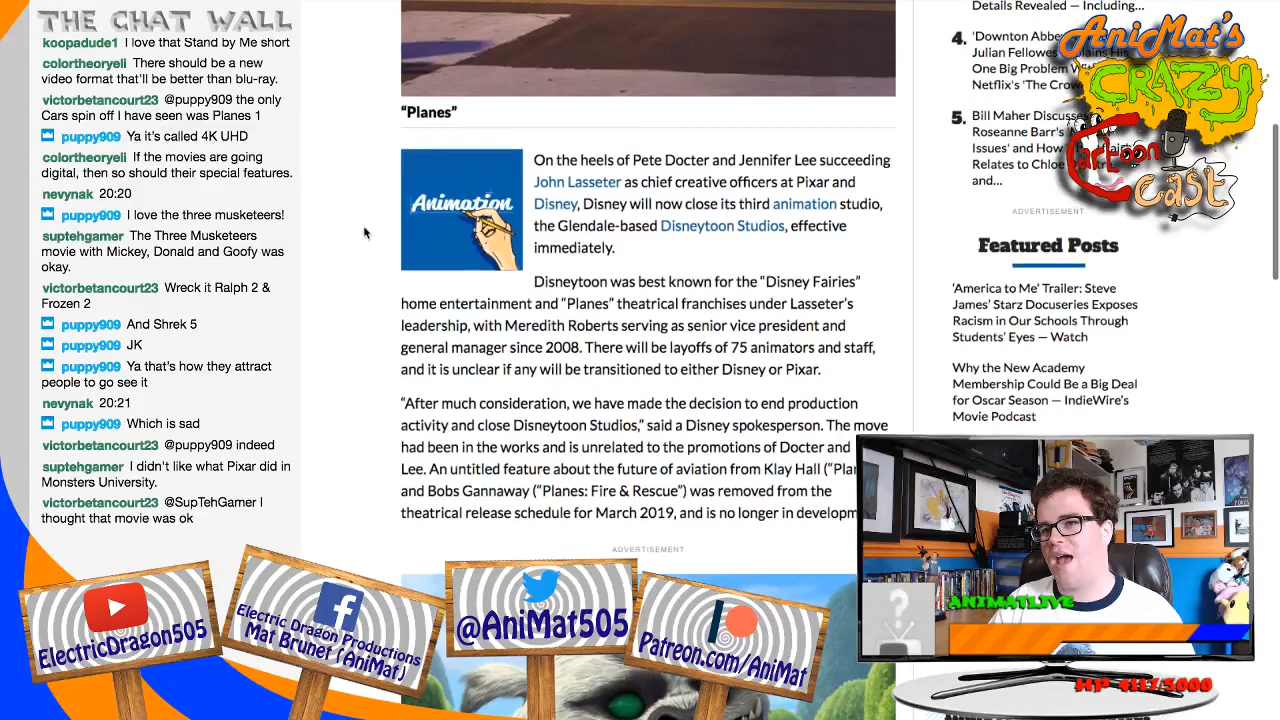 THE CHAT WALL
koopadude1 I love that Stand by Me short
colortheoryeli There should be a new
video format that'll be better than blu-ray.
victorbetancourt23 @puppy909 the only
Cars spin off I have seen was Planes 1
puppy909 Ya it's called 4K UHD
colortheoryeli If the movies are going
digital, then so should their special features.
nevynak 20:20
puppy909 I love the three musketeers!
suptehgamer The Three Musketeers
movie with Mickey, Donald and Goofy was
okay.
victorbetancourt23 Wreck it Ralph 2 &
Frozen 2
puppy909 And Shrek 5
puppy909 JK
puppy909 Ya that's how they attract
people to go see it
nevynak 20:21
puppy909 Which is sad
victorbetancourt23 @puppy909 indeed
suptehgamer I didn't like what Pixar did in
Monsters University.
victorbetancourt23 @SupTehGamer I
thought that movie was ok
"Planes"
Animation
On the heels of Pete Docter and Jennifer Lee succeeding
John Lasseter as chief creative officers at Pixar and
Disney, Disney will now close its third animation studio,
the Glendale-based Disneytoon Studios, effective
immediately.
Disneytoon was best known for the "Disney Fairies"
home entertainment and "Planes" theatrical franchises under Lasseter's
leadership, with Meredith Roberts serving as senior vice president and
general manager since 2008. There will be layoffs of 75 animators and staff,
and it is unclear if any will be transitioned to either Disney or Pixar.
"After much consideration, we have made the decision to end production
activity and close Disneytoon Studios," said a Disney spokesperson. The move
had been in the works and is unrelated to the promotions of Docter and
Lee. An untitled feature about the future of aviation from Klay Hall ("Plan
and Bobs Gannaway ("Planes: Fire & Rescue") was removed from the
theatrical release schedule for March 2019, and is no longer in developm
ADVERTISEMENT
Details Revealed — Including...
4. 'Downton Abbe
Julian Fellowes
One Big Problem
Netflix's 'The Crow
5. Bill Maher Discusses
Roseanne Barr's
Issues' and How
Relates to Chloe
and...
AniMat's
CRAZY
Cartoon
Cast
ADVERTISEMENT
Featured Posts
'America to Me' Trailer: Steve
James' Starz Docuseries Exposes
Racism in Our Schools Through
Students' Eyes — Watch
Why the New Academy
Membership Could Be a Big Deal
for Oscar Season — IndieWire's
Movie Podcast
ANIMATLIVE
HP 4117/5000
ElectricDragon505
Electric Dragon Productions
Mat Brunet (AniMat)
@AniMat505
Patreon.com/AniMat